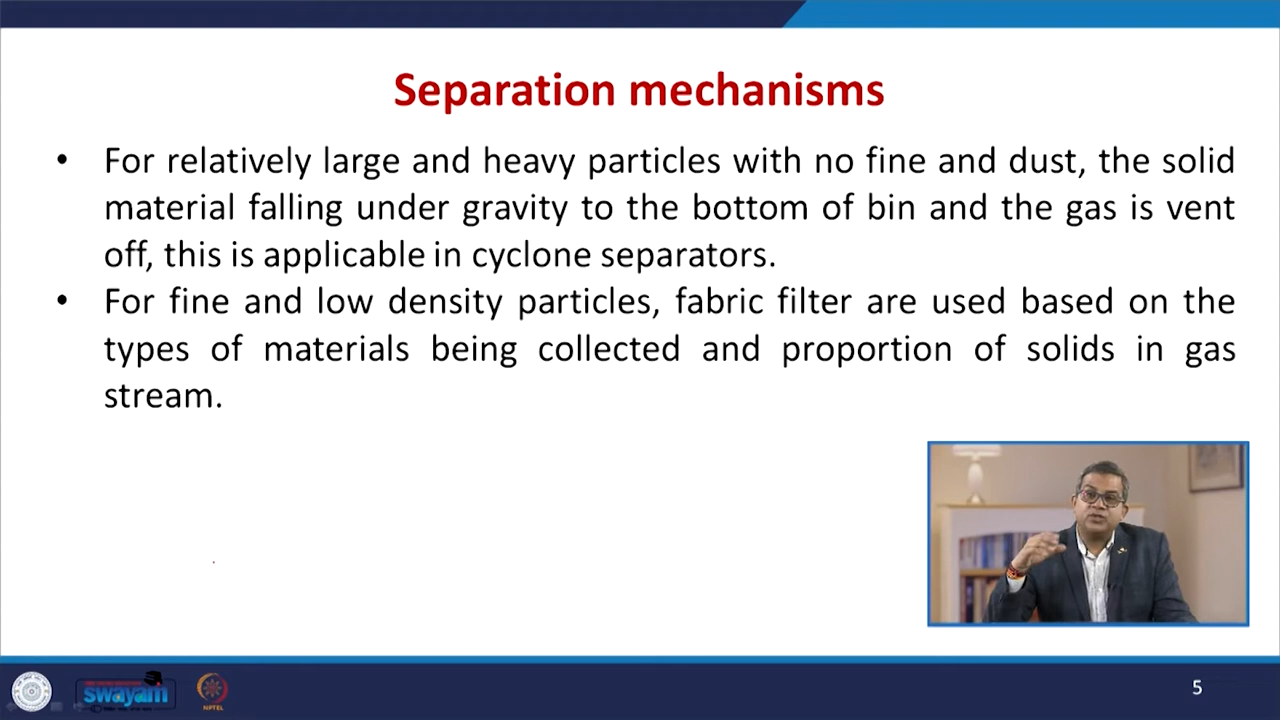 Separation mechanisms
• For relatively large and heavy particles with no fine and dust, the solid
material falling under gravity to the bottom of bin and the gas is vent
off, this is applicable in cyclone separators.
• For fine and low density particles, fabric filter are used based on the
types of materials being collected and proportion of solids in gas
stream.
swayam
NPTEL
5